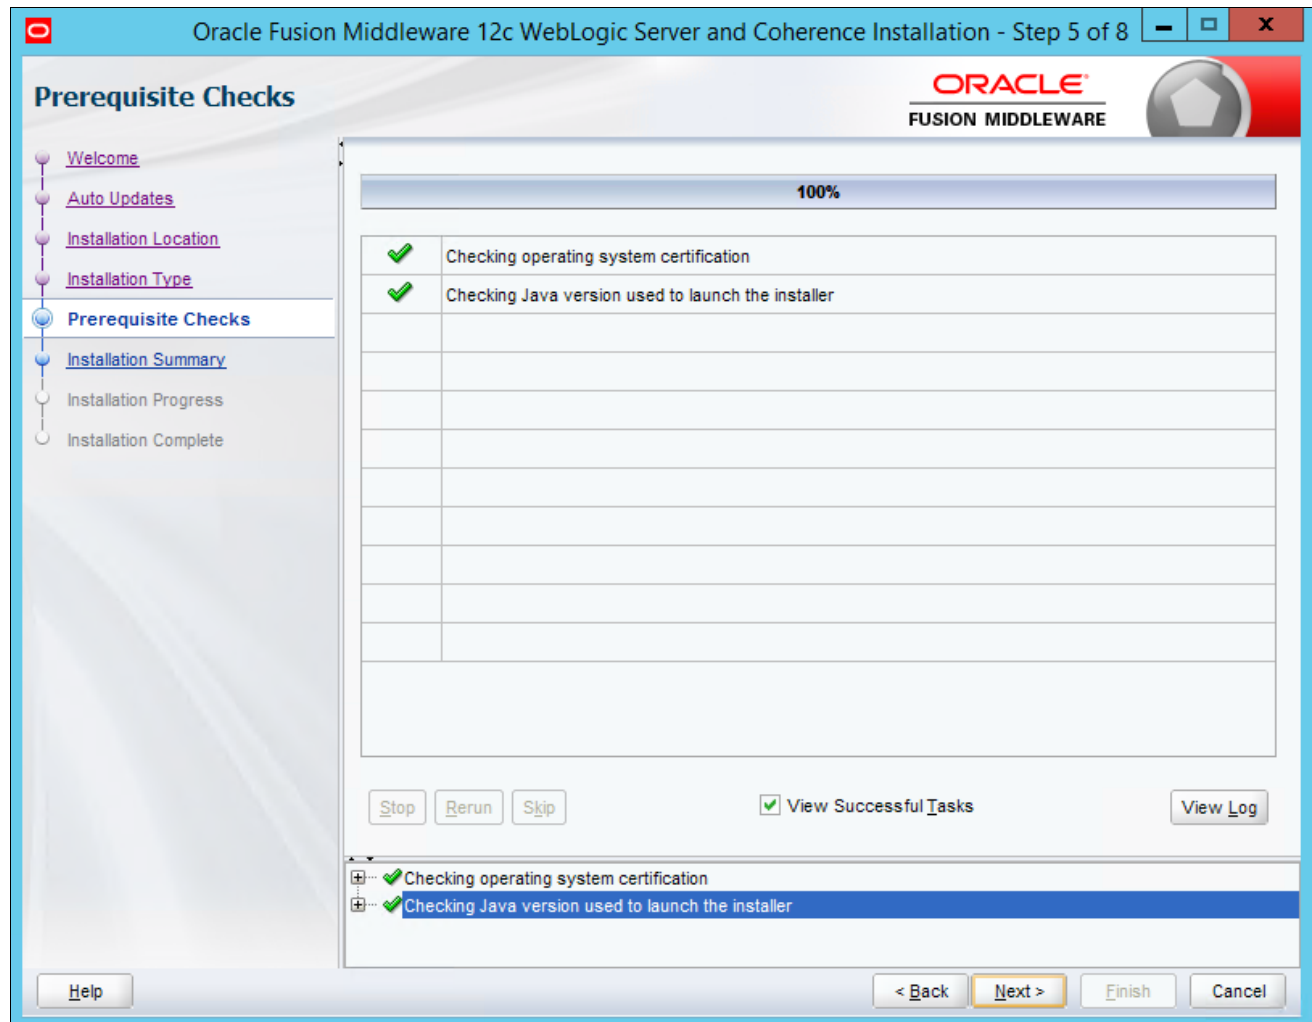 Oracle Fusion Middleware 12c WebLogic Server and Coherence Installation - Step 5 of 8
Prerequisite Checks
ORACLE
FUSION MIDDLEWARE
Welcome
Auto Updates
Installation Location
Installation Type
Prerequisite Checks
Installation Summary
Installation Progress
Installation Complete
100%
Checking operating system certification
Checking Java version used to launch the installer
Stop Rerun Skip View Successful Tasks View Log
Checking operating system certification
Checking Java version used to launch the installer
Help < Back Next > Finish Cancel